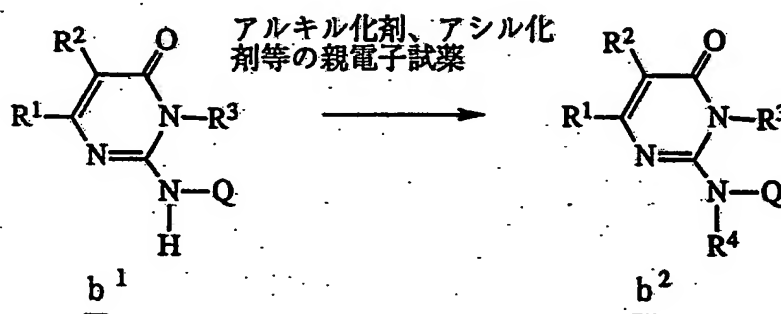 アルキル化剤、アシル化
剤等の親電子試薬
R² O
R¹ N—R³
N
N—Q
H
b¹
R² O
R¹ N—R³
N
N—Q
R⁴
b²